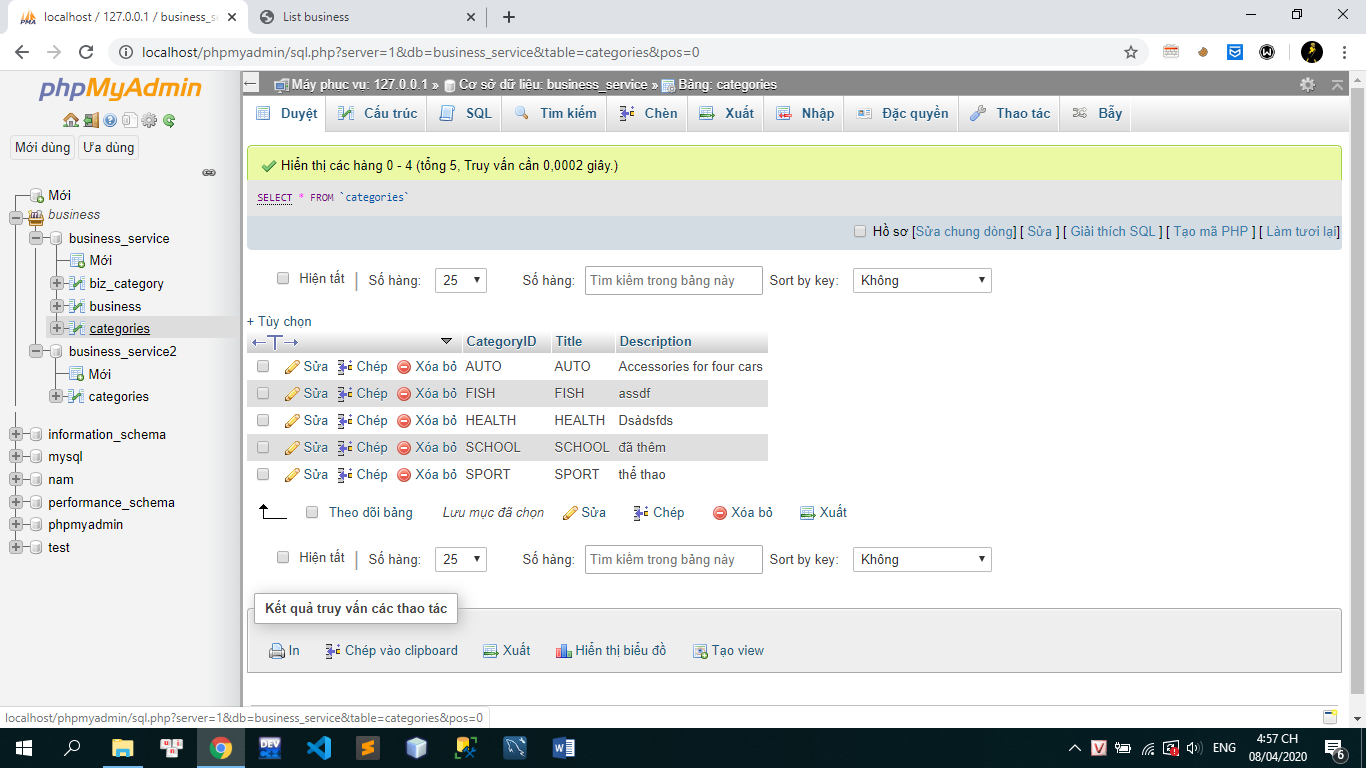 localhost / 127.0.0.1 / business_s
List business
localhost/phpmyadmin/sql.php?server=1&db=business_service&table=categories&pos=0
phpMyAdmin
Mới dùng
Ưa dùng
Mới
business
business_service
Mới
biz_category
business
categories
business_service2
Mới
categories
information_schema
mysql
nam
performance_schema
phpmyadmin
test
Máy phục vụ: 127.0.0.1 » Cơ sở dữ liệu: business_service » Bảng: categories
Duyệt Cấu trúc SQL Tìm kiếm Chèn Xuất Nhập Đặc quyền Thao tác Bẫy
Hiển thị các hàng 0 - 4 (tổng 5, Truy vấn cần 0,0002 giây.)
SELECT * FROM `categories`
Hồ sơ [Sửa chung dòng] [ Sửa ] [ Giải thích SQL ] [ Tạo mã PHP ] [ Làm tươi lại]
Hiện tất | Số hàng: 25 Số hàng: Tìm kiếm trong bảng này Sort by key: Không
+ Tùy chọn
←T→ CategoryID Title Description
Sửa Chép Xóa bỏ AUTO AUTO Accessories for four cars
Sửa Chép Xóa bỏ FISH FISH assdf
Sửa Chép Xóa bỏ HEALTH HEALTH Dsàdsfds
Sửa Chép Xóa bỏ SCHOOL SCHOOL đã thêm
Sửa Chép Xóa bỏ SPORT SPORT thể thao
Theo dõi bảng Lưu mục đã chọn Sửa Chép Xóa bỏ Xuất
Hiện tất | Số hàng: 25 Số hàng: Tìm kiếm trong bảng này Sort by key: Không
Kết quả truy vấn các thao tác
In Chép vào clipboard Xuất Hiển thị biểu đồ Tạo view
localhost/phpmyadmin/sql.php?server=1&db=business_service&table=categories&pos=0
ENG
4:57 CH
08/04/2020
6